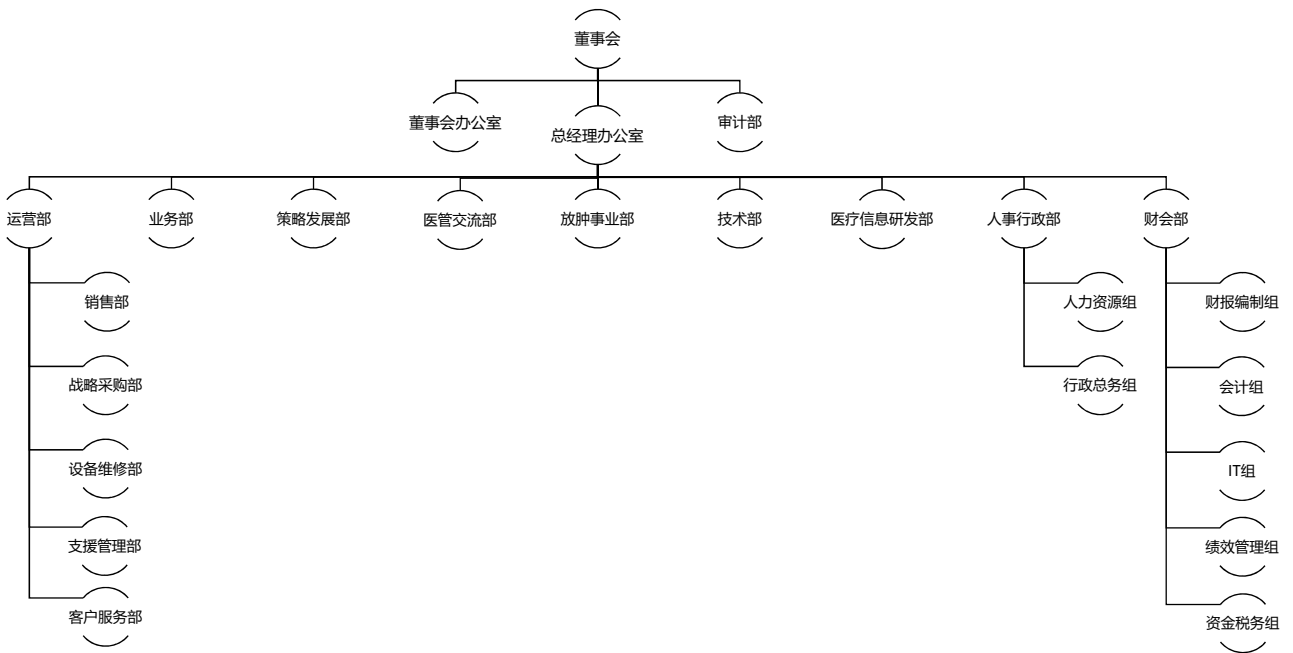 董事会
董事会办公室
总经理办公室
审计部
运营部
业务部
策略发展部
医管交流部
放肿事业部
技术部
医疗信息研发部
人事行政部
财会部
销售部
战略采购部
设备维修部
支援管理部
客户服务部
人力资源组
行政总务组
财报编制组
会计组
IT组
绩效管理组
资金税务组